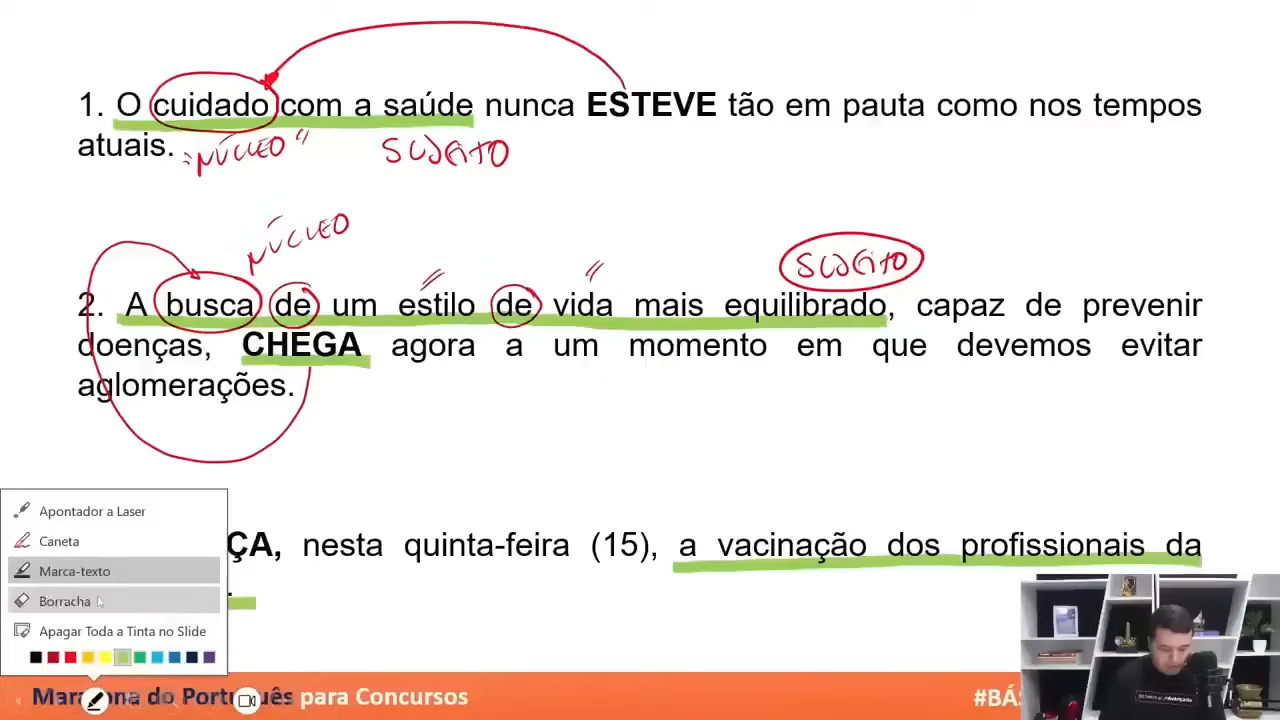 1. O cuidado com a saúde nunca ESTEVE tão em pauta como nos tempos
atuais. "NÚCLEO" SUJEITO
NÚCLEO
SUJEITO
2. A busca de um estilo de vida mais equilibrado, capaz de prevenir
doenças, CHEGA agora a um momento em que devemos evitar
aglomerações.
Apontador a Laser
Caneta
ÇA, nesta quinta-feira (15), a vacinação dos profissionais da
Marca-texto
.
Borracha
Apagar Toda a Tinta no Slide
Maratona do Português para Concursos
#BÁS